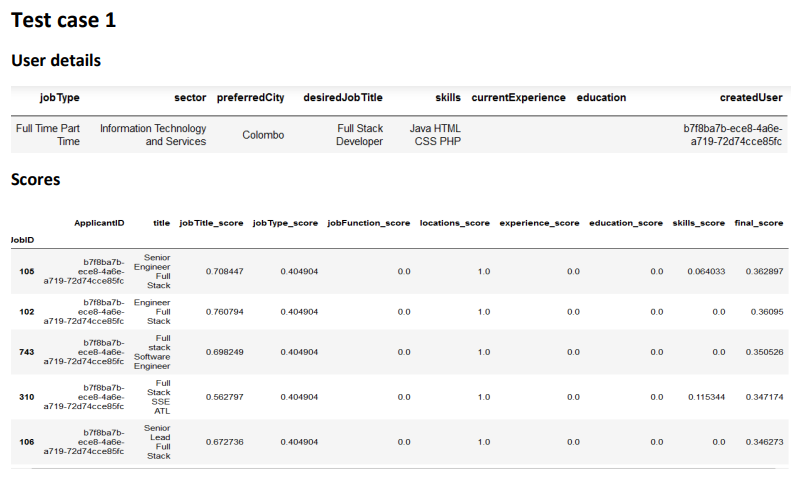 Test case 1
User details
jobType sector preferredCity desiredJobTitle skills currentExperience education createdUser
Full Time Part Information Technology Full Stack Java HTML b7f8ba7b-ece8-4a6e-
Time and Services Colombo Developer CSS PHP a719-72d74cce85fc
Scores
ApplicantID title jobTitle_score jobType_score jobFunction_score locations_score experience_score education_score skills_score final_score
JobID
105 b7f8ba7b-ece8-4a6e-a719-72d74cce85fc Senior Engineer Full Stack 0.708447 0.404904 0.0 1.0 0.0 0.0 0.064033 0.362897
102 b7f8ba7b-ece8-4a6e-a719-72d74cce85fc Engineer Full Stack 0.760794 0.404904 0.0 1.0 0.0 0.0 0.0 0.36095
743 b7f8ba7b-ece8-4a6e-a719-72d74cce85fc Full stack Software Engineer 0.698249 0.404904 0.0 1.0 0.0 0.0 0.0 0.350526
310 b7f8ba7b-ece8-4a6e-a719-72d74cce85fc Full Stack SSE ATL 0.562797 0.404904 0.0 1.0 0.0 0.0 0.115344 0.347174
106 b7f8ba7b-ece8-4a6e-a719-72d74cce85fc Senior Lead Full Stack 0.672736 0.404904 0.0 1.0 0.0 0.0 0.0 0.346273